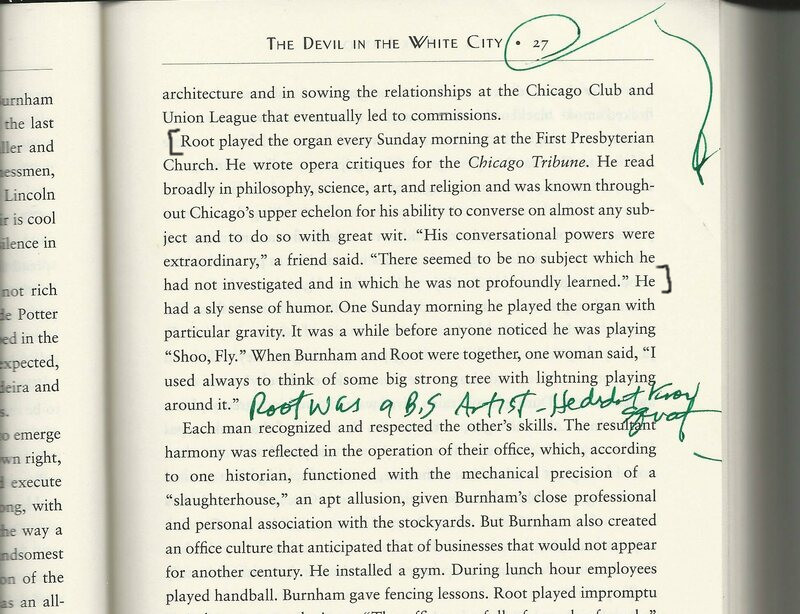 THE DEVIL IN THE WHITE CITY • 27
architecture and in sowing the relationships at the Chicago Club and
Union League that eventually led to commissions.
[Root played the organ every Sunday morning at the First Presbyterian
Church. He wrote opera critiques for the Chicago Tribune. He read
broadly in philosophy, science, art, and religion and was known through-
out Chicago's upper echelon for his ability to converse on almost any sub-
ject and to do so with great wit. "His conversational powers were
extraordinary," a friend said. "There seemed to be no subject which he
had not investigated and in which he was not profoundly learned." He]
had a sly sense of humor. One Sunday morning he played the organ with
particular gravity. It was a while before anyone noticed he was playing
"Shoo, Fly." When Burnham and Root were together, one woman said, "I
used always to think of some big strong tree with lightning playing
around it." Root was a B.S Artist - He didnt know
squat
Each man recognized and respected the other's skills. The resultant
harmony was reflected in the operation of their office, which, according
to one historian, functioned with the mechanical precision of a
"slaughterhouse," an apt allusion, given Burnham's close professional
and personal association with the stockyards. But Burnham also created
an office culture that anticipated that of businesses that would not appear
for another century. He installed a gym. During lunch hour employees
played handball. Burnham gave fencing lessons. Root played impromptu
urnham
the last
ller and
essmen,
Lincoln
ir is cool
ilence in
not rich
de Potter
ed in the
expected,
deira and
s.
o emerge
wn right,
execute
ong, with
he way a
ndsomest
on of the
as an all-